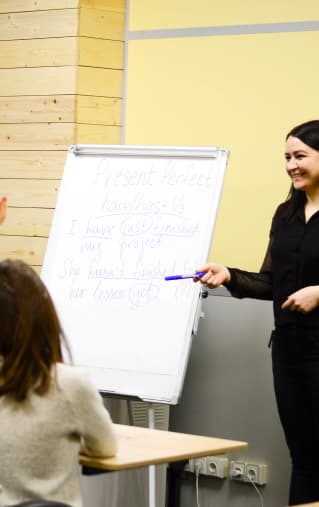 Present Perfect
have/has + V3
I have (just) finished
my project
She hasn't finished
her lesson (yet)